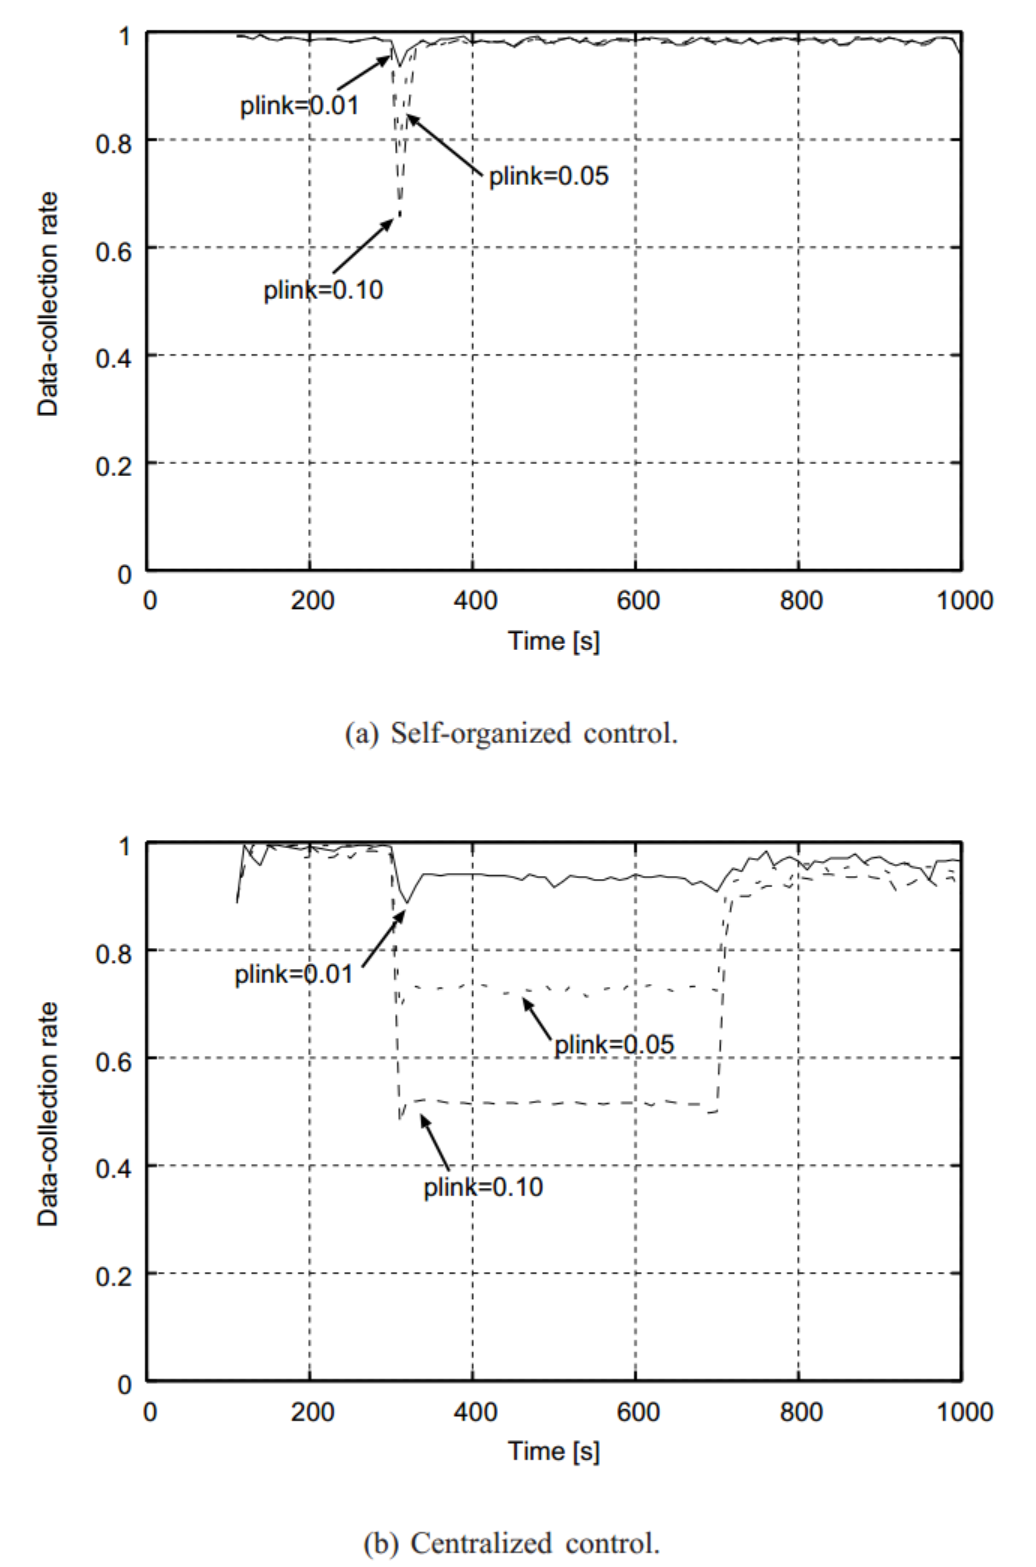 1
plink=0.01
0.8
plink=0.05
0.6
plink=0.10
0.4
0.2
0
0 200 400 600 800 1000
Data-collection rate
Time [s]
(a) Self-organized control.
1
plink=0.01
0.8
plink=0.05
0.6
0.4
plink=0.10
0.2
0
0 200 400 600 800 1000
Data-collection rate
Time [s]
(b) Centralized control.